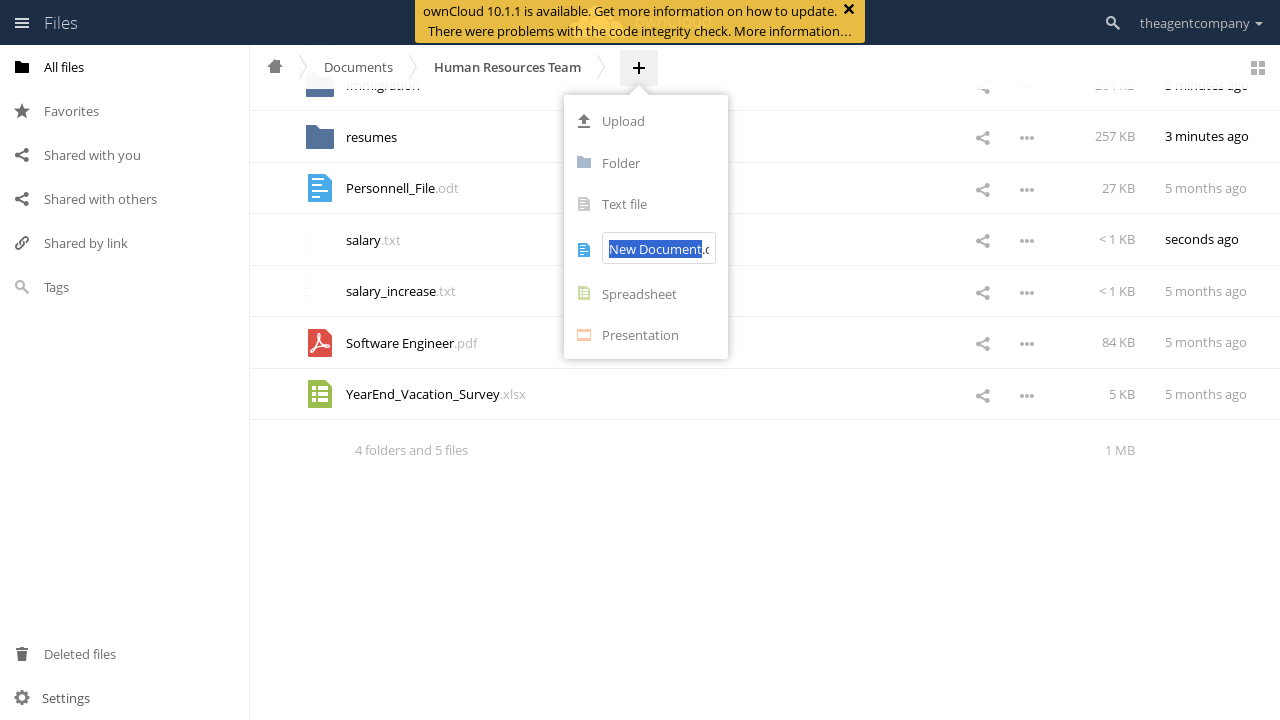 Files
ownCloud 10.1.1 is available. Get more information on how to update.
There were problems with the code integrity check. More information…
theagentcompany
All files
Favorites
Shared with you
Shared with others
Shared by link
Tags
Deleted files
Settings
Documents
Human Resources Team
3 minutes ago
resumes
257 KB
3 minutes ago
Personnell_File.odt
27 KB
5 months ago
salary.txt
< 1 KB
seconds ago
salary_increase.txt
< 1 KB
5 months ago
Software Engineer.pdf
84 KB
5 months ago
YearEnd_Vacation_Survey.xlsx
5 KB
5 months ago
4 folders and 5 files
1 MB
Upload
Folder
Text file
New Document
Spreadsheet
Presentation